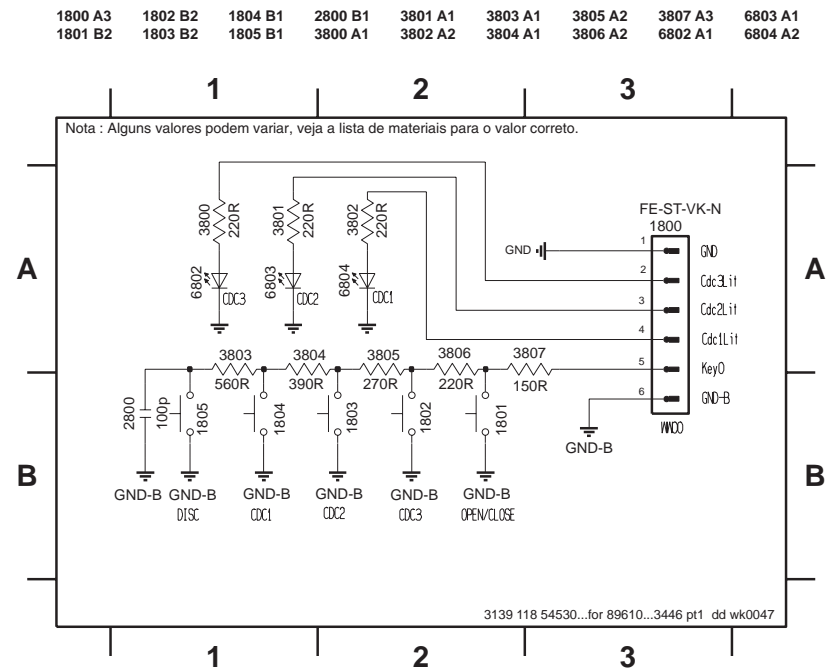 1800 A3 1802 B2 1804 B1 2800 B1 3801 A1 3803 A1 3805 A2 3807 A3 6803 A1
1801 B2 1803 B2 1805 B1 3800 A1 3802 A2 3804 A1 3806 A2 6802 A1 6804 A2
1 2 3
Nota : Alguns valores podem variar, veja a lista de materiais para o valor correto.
A
A
3800
220R
3801
220R
3802
220R
6802
CDC3
6803
CDC2
6804
CDC1
FE-ST-VK-N
1800
GND
1 GND
2 Cdc3Lit
3 Cdc2Lit
4 Cdc1Lit
5 Key0
6 GND-B
3803 3804 3805 3806 3807
560R 390R 270R 220R 150R
2800
100p
1805
1804
1803
1802
1801
GND-B
B
B
GND-B GND-B GND-B GND-B GND-B GND-B
DISC CDC1 CDC2 CDC3 OPEN/CLOSE
3139 118 54530...for 89610...3446 pt1 dd wk0047
1 2 3